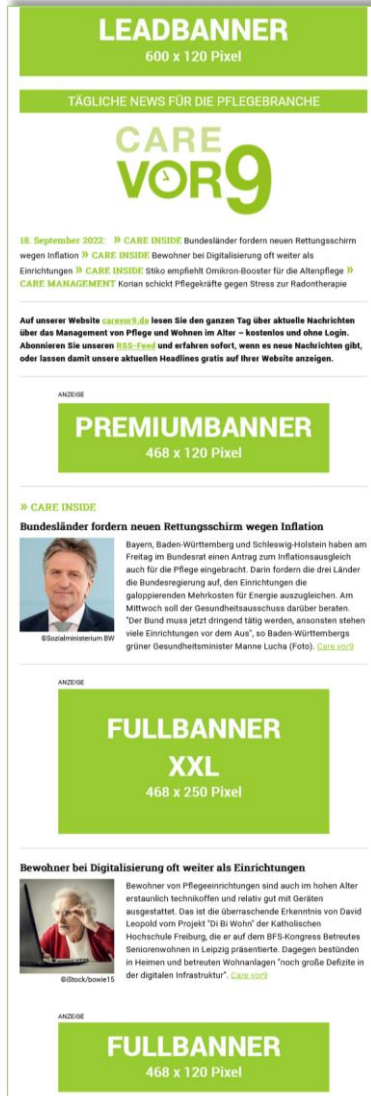 LEADBANNER
600 x 120 Pixel
TÄGLICHE NEWS FÜR DIE PFLEGEBRANCHE
CARE
VOR9
18. September 2022: » CARE INSIDE Bundesländer fordern neuen Rettungsschirm
wegen Inflation » CARE INSIDE Bewohner bei Digitalisierung oft weiter als
Einrichtungen » CARE INSIDE Stiko empfiehlt Omikron-Booster für die Altenpflege »
CARE MANAGEMENT Korian schickt Pflegekräfte gegen Stress zur Radontherapie
Auf unserer Website carevor9.de lesen Sie den ganzen Tag über aktuelle Nachrichten
über das Management von Pflege und Wohnen im Alter – kostenlos und ohne Login.
Abonnieren Sie unseren RSS-Feed und erfahren sofort, wenn es neue Nachrichten gibt,
oder lassen damit unsere aktuellen Headlines gratis auf Ihrer Website anzeigen.
ANZEIGE
PREMIUMBANNER
468 x 120 Pixel
» CARE INSIDE
Bundesländer fordern neuen Rettungsschirm wegen Inflation
Bayern, Baden-Württemberg und Schleswig-Holstein haben am
Freitag im Bundesrat einen Antrag zum Inflationsausgleich
auch für die Pflege eingebracht. Darin fordern die drei Länder
die Bundesregierung auf, den Einrichtungen die
galoppierenden Mehrkosten für Energie auszugleichen. Am
Mittwoch soll der Gesundheitsausschuss darüber beraten.
"Der Bund muss jetzt dringend tätig werden, ansonsten stehen
viele Einrichtungen vor dem Aus", so Baden-Württembergs
grüner Gesundheitsminister Manne Lucha (Foto). Care vor9
©Sozialministerium BW
ANZEIGE
FULLBANNER
XXL
468 x 250 Pixel
Bewohner bei Digitalisierung oft weiter als Einrichtungen
Bewohner von Pflegeeinrichtungen sind auch im hohen Alter
erstaunlich technikoffen und relativ gut mit Geräten
ausgestattet. Das ist die überraschende Erkenntnis von David
Leopold vom Projekt "Di Bi Wohn" der Katholischen
Hochschule Freiburg, die er auf dem BFS-Kongress Betreutes
Seniorenwohnen in Leipzig präsentierte. Dagegen bestünden
in Heimen und betreuten Wohnanlagen "noch große Defizite in
der digitalen Infrastruktur". Care vor9
©iStock/bowie15
ANZEIGE
FULLBANNER
468 x 120 Pixel